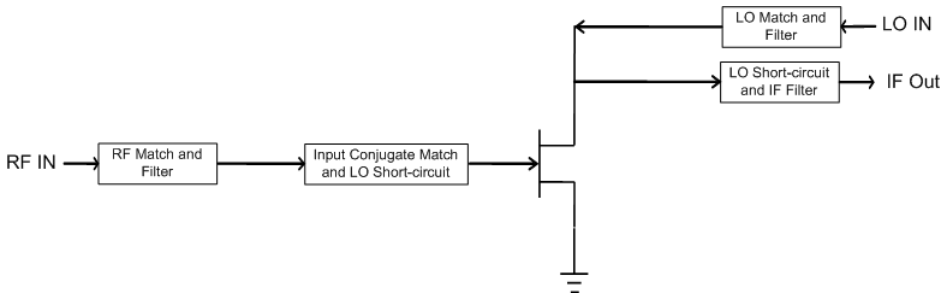 LO Match and
Filter
LO IN
LO Short-circuit
and IF Filter
IF Out
RF IN
RF Match and
Filter
Input Conjugate Match
and LO Short-circuit